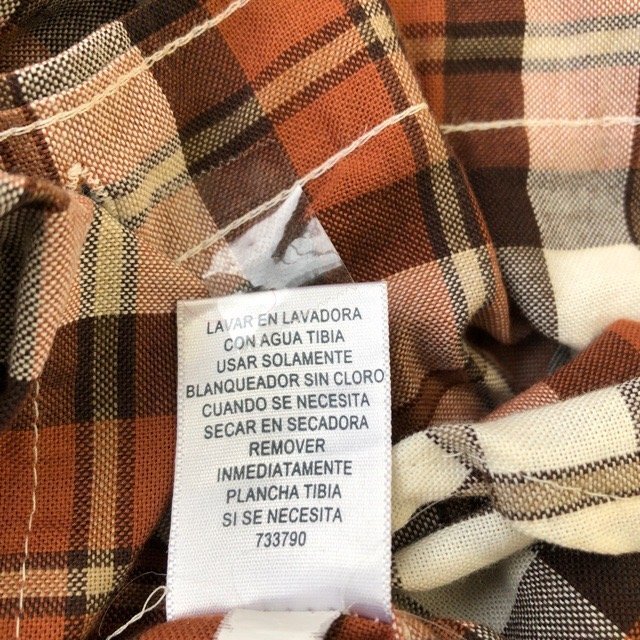 LAVAR EN LAVADORA
CON AGUA TIBIA
USAR SOLAMENTE
BLANQUEADOR SIN CLORO
CUANDO SE NECESITA
SECAR EN SECADORA
REMOVER
INMEDIATAMENTE
PLANCHA TIBIA
SI SE NECESITA
733790